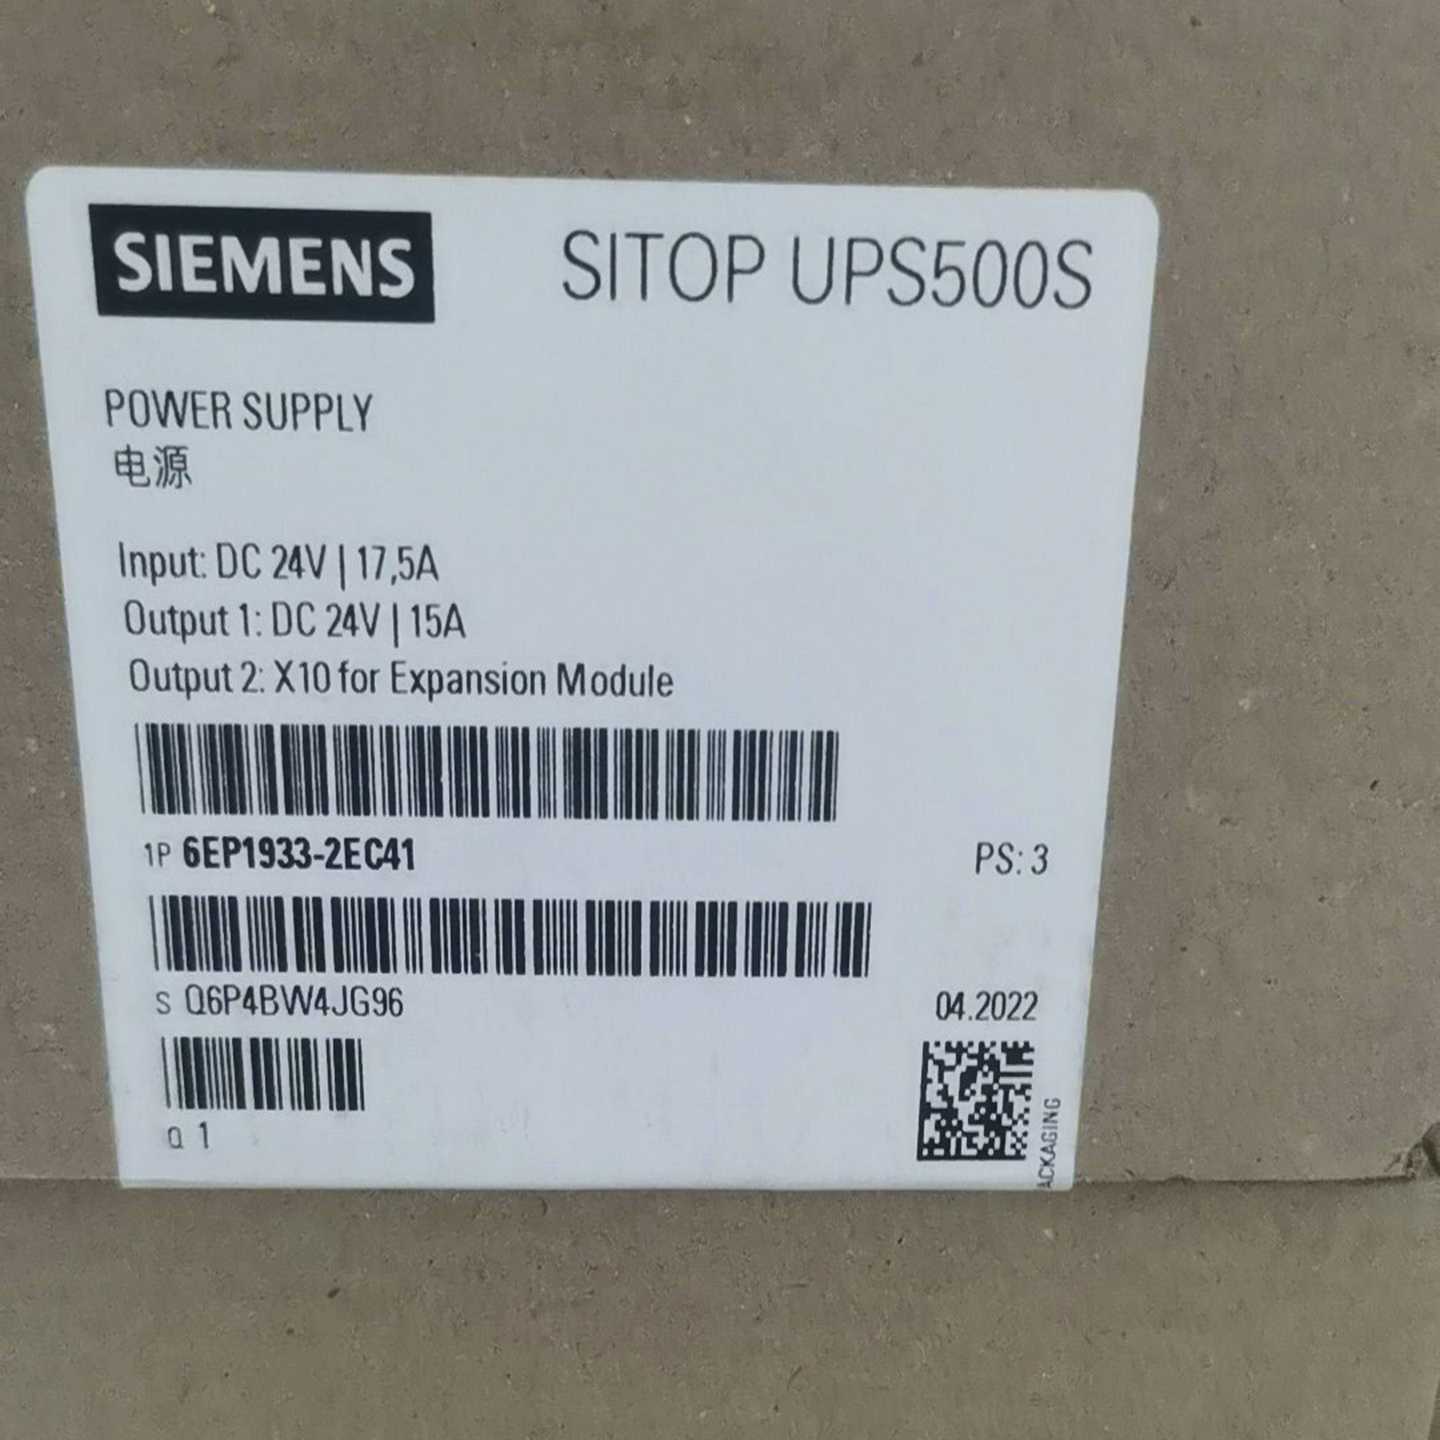 SIEMENS
SITOP UPS500S
POWER SUPPLY
电源
Input: DC 24V | 17,5A
Output 1: DC 24V | 15A
Output 2: X10 for Expansion Module
1P 6EP1933-2EC41
PS: 3
S Q6P4BW4JG96
04.2022
Q 1
ACKAGING